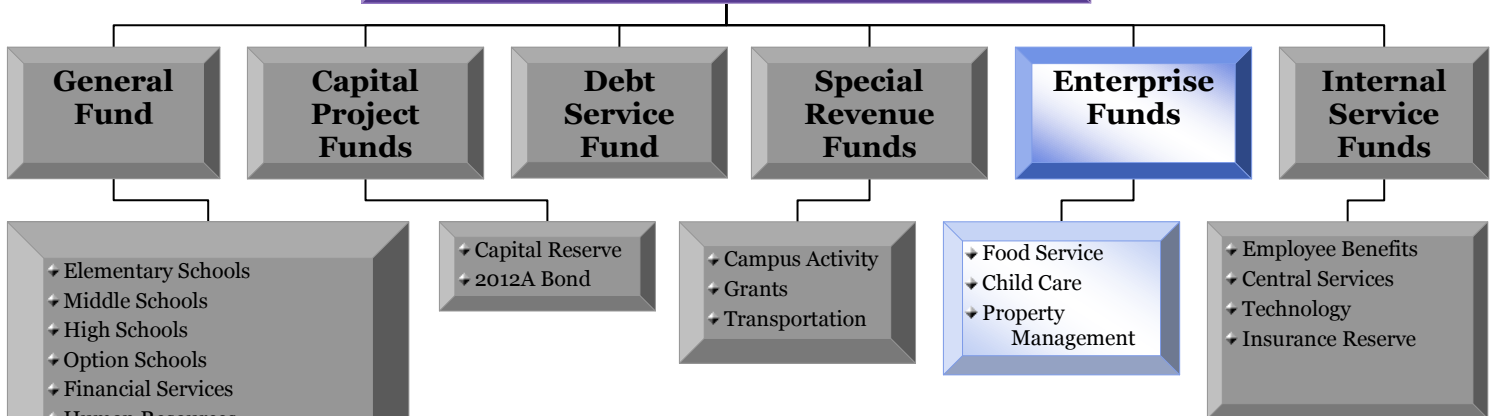 General
Fund
Capital
Project
Funds
Debt
Service
Fund
Special
Revenue
Funds
Enterprise
Funds
Internal
Service
Funds
Elementary Schools
Middle Schools
High Schools
Option Schools
Financial Services
Human Resources
Capital Reserve
2012A Bond
Campus Activity
Grants
Transportation
Food Service
Child Care
Property
Management
Employee Benefits
Central Services
Technology
Insurance Reserve